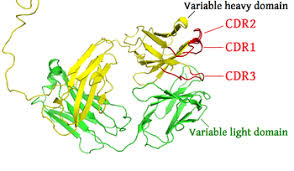 Variable heavy domain
CDR2
CDR1
CDR3
Variable light domain